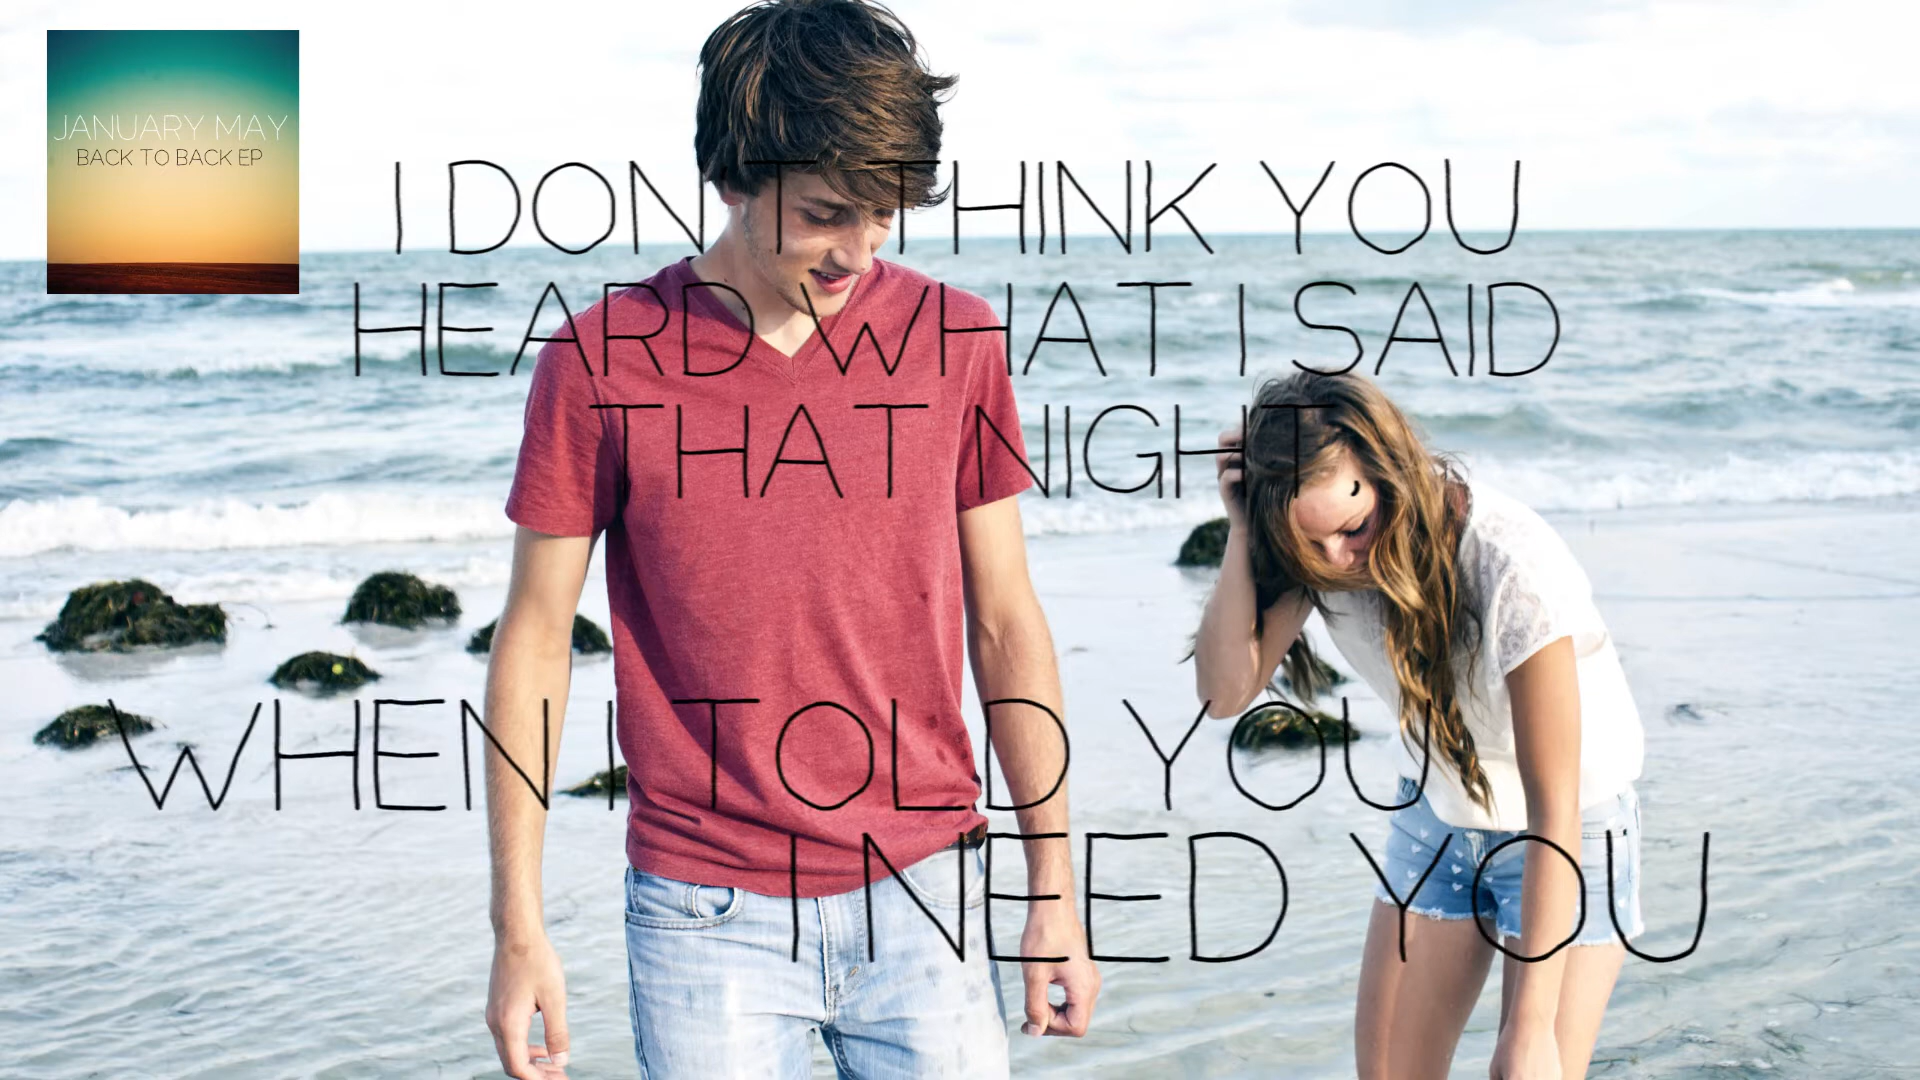 JANUARY MAY
BACK TO BACK EP
I DON'T THINK YOU
HEARD WHAT I SAID
THAT NIGHT,
WHEN I TOLD YOU
I NEED YOU